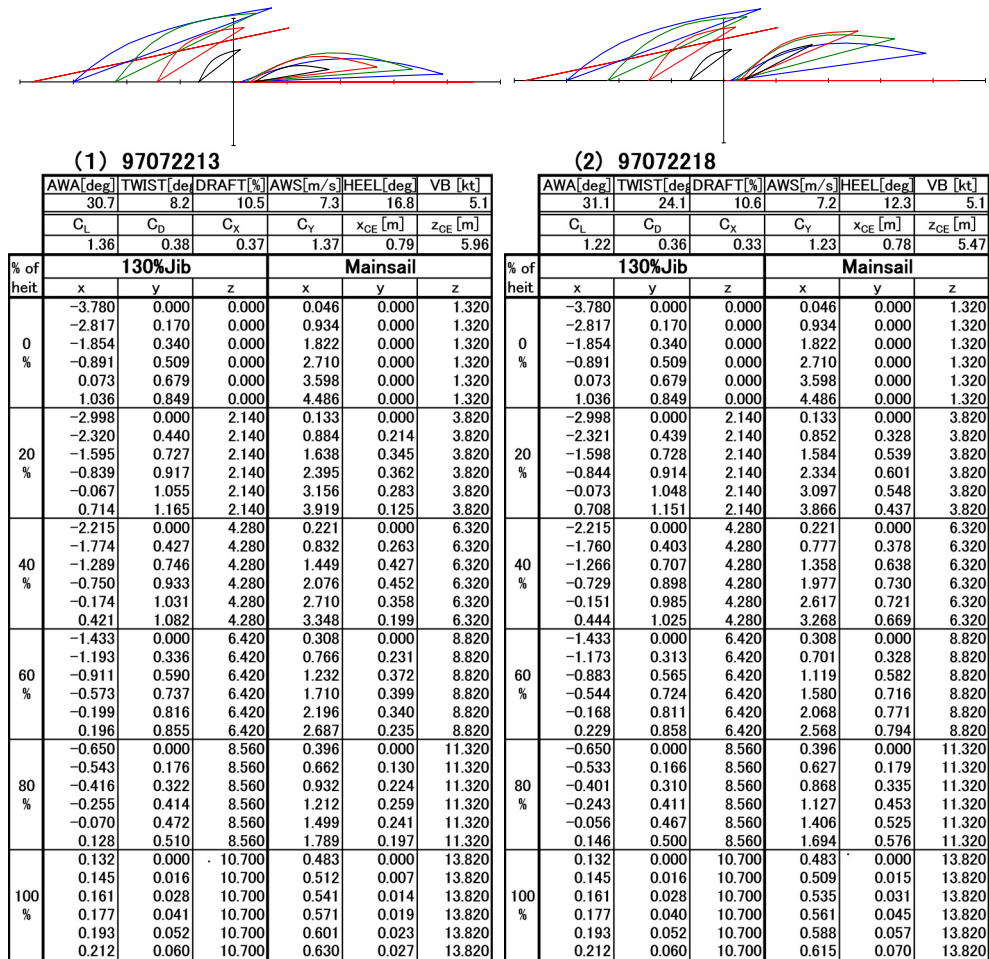 (1) 97072213
AWA[deg] TWIST[deg DRAFT[%] AWS[m/s] HEEL[deg] VB [kt]
30.7 8.2 10.5 7.3 16.8 5.1
CL CD CX CY xCE [m] zCE [m]
1.36 0.38 0.37 1.37 0.79 5.96
% of heit 130%Jib Mainsail
x y z x y z
0 %
-3.780 0.000 0.000 0.046 0.000 1.320
-2.817 0.170 0.000 0.934 0.000 1.320
-1.854 0.340 0.000 1.822 0.000 1.320
-0.891 0.509 0.000 2.710 0.000 1.320
0.073 0.679 0.000 3.598 0.000 1.320
1.036 0.849 0.000 4.486 0.000 1.320
20 %
-2.998 0.000 2.140 0.133 0.000 3.820
-2.320 0.440 2.140 0.884 0.214 3.820
-1.595 0.727 2.140 1.638 0.345 3.820
-0.839 0.917 2.140 2.395 0.362 3.820
-0.067 1.055 2.140 3.156 0.283 3.820
0.714 1.165 2.140 3.919 0.125 3.820
40 %
-2.215 0.000 4.280 0.221 0.000 6.320
-1.774 0.427 4.280 0.832 0.263 6.320
-1.289 0.746 4.280 1.449 0.427 6.320
-0.750 0.933 4.280 2.076 0.452 6.320
-0.174 1.031 4.280 2.710 0.358 6.320
0.421 1.082 4.280 3.348 0.199 6.320
60 %
-1.433 0.000 6.420 0.308 0.000 8.820
-1.193 0.336 6.420 0.766 0.231 8.820
-0.911 0.590 6.420 1.232 0.372 8.820
-0.573 0.737 6.420 1.710 0.399 8.820
-0.199 0.816 6.420 2.196 0.340 8.820
0.196 0.855 6.420 2.687 0.235 8.820
80 %
-0.650 0.000 8.560 0.396 0.000 11.320
-0.543 0.176 8.560 0.662 0.130 11.320
-0.416 0.322 8.560 0.932 0.224 11.320
-0.255 0.414 8.560 1.212 0.259 11.320
-0.070 0.472 8.560 1.499 0.241 11.320
0.128 0.510 8.560 1.789 0.197 11.320
100 %
0.132 0.000 10.700 0.483 0.000 13.820
0.145 0.016 10.700 0.512 0.007 13.820
0.161 0.028 10.700 0.541 0.014 13.820
0.177 0.041 10.700 0.571 0.019 13.820
0.193 0.052 10.700 0.601 0.023 13.820
0.212 0.060 10.700 0.630 0.027 13.820
(2) 97072218
AWA[deg] TWIST[deg DRAFT[%] AWS[m/s] HEEL[deg] VB [kt]
31.1 24.1 10.6 7.2 12.3 5.1
CL CD CX CY xCE [m] zCE [m]
1.22 0.36 0.33 1.23 0.78 5.47
% of heit 130%Jib Mainsail
x y z x y z
0 %
-3.780 0.000 0.000 0.046 0.000 1.320
-2.817 0.170 0.000 0.934 0.000 1.320
-1.854 0.340 0.000 1.822 0.000 1.320
-0.891 0.509 0.000 2.710 0.000 1.320
0.073 0.679 0.000 3.598 0.000 1.320
1.036 0.849 0.000 4.486 0.000 1.320
20 %
-2.998 0.000 2.140 0.133 0.000 3.820
-2.321 0.439 2.140 0.852 0.328 3.820
-1.598 0.728 2.140 1.584 0.539 3.820
-0.844 0.914 2.140 2.334 0.601 3.820
-0.073 1.048 2.140 3.097 0.548 3.820
0.708 1.151 2.140 3.866 0.437 3.820
40 %
-2.215 0.000 4.280 0.221 0.000 6.320
-1.760 0.403 4.280 0.777 0.378 6.320
-1.266 0.707 4.280 1.358 0.638 6.320
-0.729 0.898 4.280 1.977 0.730 6.320
-0.151 0.985 4.280 2.617 0.721 6.320
0.444 1.025 4.280 3.268 0.669 6.320
60 %
-1.433 0.000 6.420 0.308 0.000 8.820
-1.173 0.313 6.420 0.701 0.328 8.820
-0.883 0.565 6.420 1.119 0.582 8.820
-0.544 0.724 6.420 1.580 0.716 8.820
-0.168 0.811 6.420 2.068 0.771 8.820
0.229 0.858 6.420 2.568 0.794 8.820
80 %
-0.650 0.000 8.560 0.396 0.000 11.320
-0.533 0.166 8.560 0.627 0.179 11.320
-0.401 0.310 8.560 0.868 0.335 11.320
-0.243 0.411 8.560 1.127 0.453 11.320
-0.056 0.467 8.560 1.406 0.525 11.320
0.146 0.500 8.560 1.694 0.576 11.320
100 %
0.132 0.000 10.700 0.483 0.000 13.820
0.145 0.016 10.700 0.509 0.015 13.820
0.161 0.028 10.700 0.535 0.031 13.820
0.177 0.040 10.700 0.561 0.045 13.820
0.193 0.052 10.700 0.588 0.057 13.820
0.212 0.060 10.700 0.615 0.070 13.820